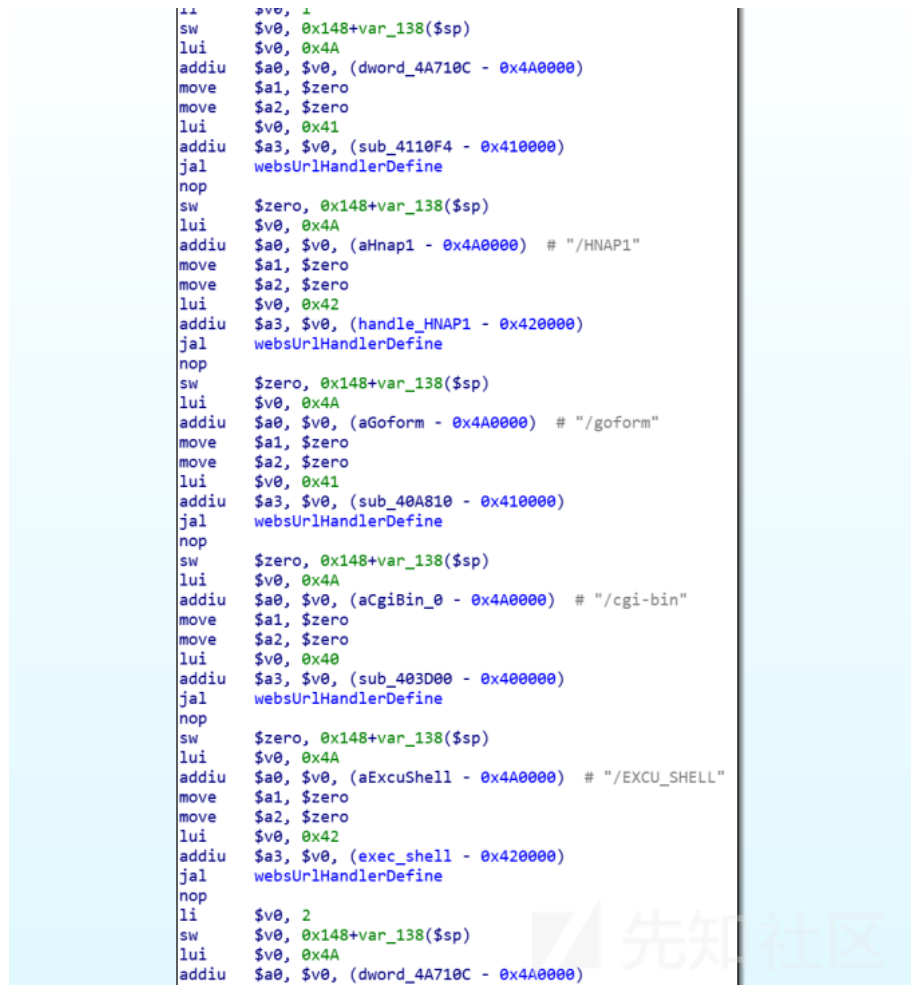 li $v0, 1
sw $v0, 0x148+var_138($sp)
lui $v0, 0x4A
addiu $a0, $v0, (dword_4A710C - 0x4A0000)
move $a1, $zero
move $a2, $zero
lui $v0, 0x41
addiu $a3, $v0, (sub_4110F4 - 0x410000)
jal websUrlHandlerDefine
nop
sw $zero, 0x148+var_138($sp)
lui $v0, 0x4A
addiu $a0, $v0, (aHnap1 - 0x4A0000) # "/HNAP1"
move $a1, $zero
move $a2, $zero
lui $v0, 0x42
addiu $a3, $v0, (handle_HNAP1 - 0x420000)
jal websUrlHandlerDefine
nop
sw $zero, 0x148+var_138($sp)
lui $v0, 0x4A
addiu $a0, $v0, (aGoform - 0x4A0000) # "/goform"
move $a1, $zero
move $a2, $zero
lui $v0, 0x41
addiu $a3, $v0, (sub_40A810 - 0x410000)
jal websUrlHandlerDefine
nop
sw $zero, 0x148+var_138($sp)
lui $v0, 0x4A
addiu $a0, $v0, (aCgiBin_0 - 0x4A0000) # "/cgi-bin"
move $a1, $zero
move $a2, $zero
lui $v0, 0x40
addiu $a3, $v0, (sub_403D00 - 0x400000)
jal websUrlHandlerDefine
nop
sw $zero, 0x148+var_138($sp)
lui $v0, 0x4A
addiu $a0, $v0, (aExcuShell - 0x4A0000) # "/EXCU_SHELL"
move $a1, $zero
move $a2, $zero
lui $v0, 0x42
addiu $a3, $v0, (exec_shell - 0x420000)
jal websUrlHandlerDefine
nop
li $v0, 2
sw $v0, 0x148+var_138($sp)
lui $v0, 0x4A
addiu $a0, $v0, (dword_4A710C - 0x4A0000)
先知社区